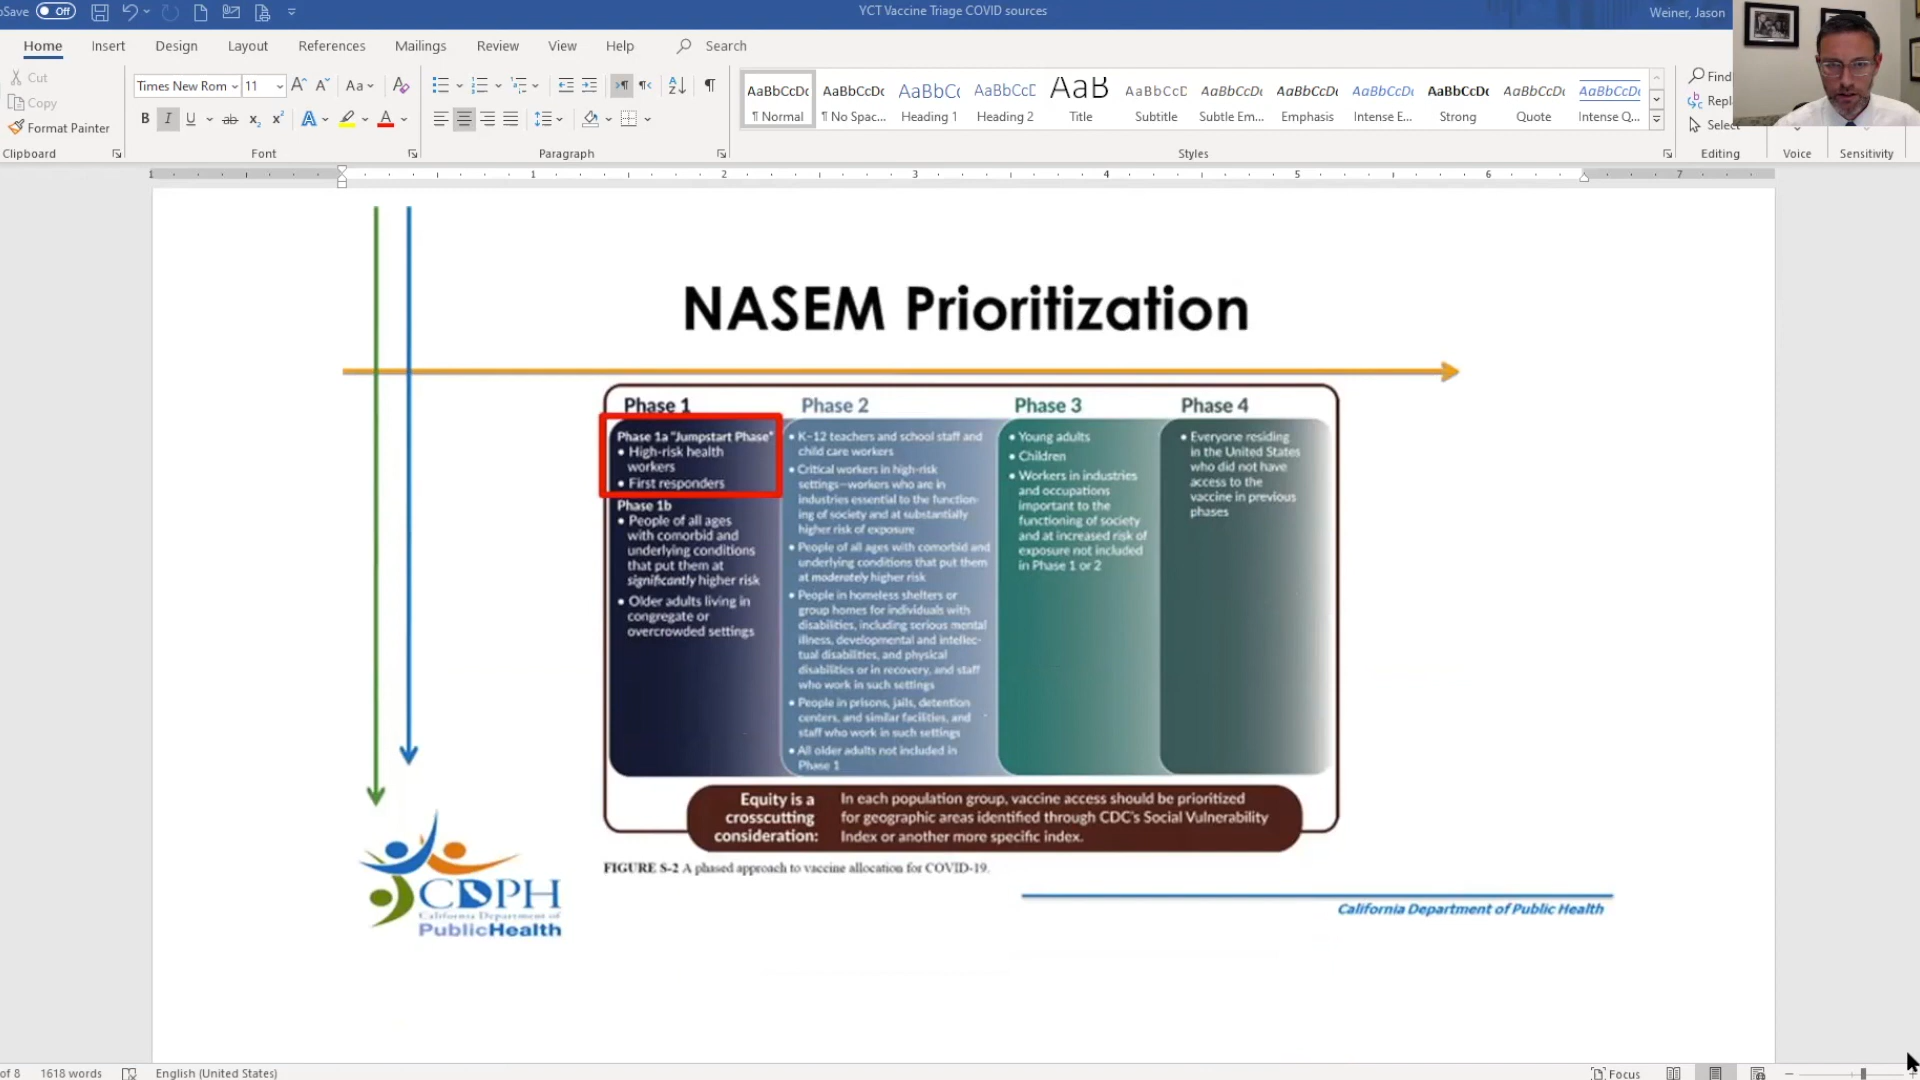 oSave Off YCT Vaccine Triage COVID sources Weiner, Jason
Home Insert Design Layout References Mailings Review View Help Search
Cut
Copy
Format Painter
Clipboard
Times New Rom 11
Font
Paragraph
AaBbCcDc AaBbCcDc AaBbCc AaBbCcD AaB AaBbCcD AaBbCcDc AaBbCcDc AaBbCcDc AaBbCcDc AaBbCcDc AaBbCcDc
¶ Normal ¶ No Spac... Heading 1 Heading 2 Title Subtitle Subtle Em... Emphasis Intense E... Strong Quote Intense Q...
Styles
Find
Repl
Select
Editing Voice Sensitivity
1 1 2 3 4 5 6 7
NASEM Prioritization
Phase 1
Phase 1a "Jumpstart Phase"
• High-risk health
workers
• First responders
Phase 1b
• People of all ages
with comorbid and
underlying conditions
that put them at
significantly higher risk
• Older adults living in
congregate or
overcrowded settings
Phase 2
• K–12 teachers and school staff and
child care workers
• Critical workers in high-risk
settings—workers who are in
industries essential to the function-
ing of society and at substantially
higher risk of exposure
• People of all ages with comorbid and
underlying conditions that put them
at moderately higher risk
• People in homeless shelters or
group homes for individuals with
disabilities, including serious mental
illness, developmental and intellec-
tual disabilities, and physical
disabilities or in recovery, and staff
who work in such settings
• People in prisons, jails, detention
centers, and similar facilities, and
staff who work in such settings
• All older adults not included in
Phase 1
Phase 3
• Young adults
• Children
• Workers in industries
and occupations
important to the
functioning of society
and at increased risk of
exposure not included
in Phase 1 or 2
Phase 4
• Everyone residing
in the United States
who did not have
access to the
vaccine in previous
phases
Equity is a
crosscutting
consideration:
In each population group, vaccine access should be prioritized
for geographic areas identified through CDC's Social Vulnerability
Index or another more specific index.
FIGURE S-2 A phased approach to vaccine allocation for COVID-19.
CDPH
California Department of
PublicHealth
California Department of Public Health
of 8 1618 words English (United States) Focus